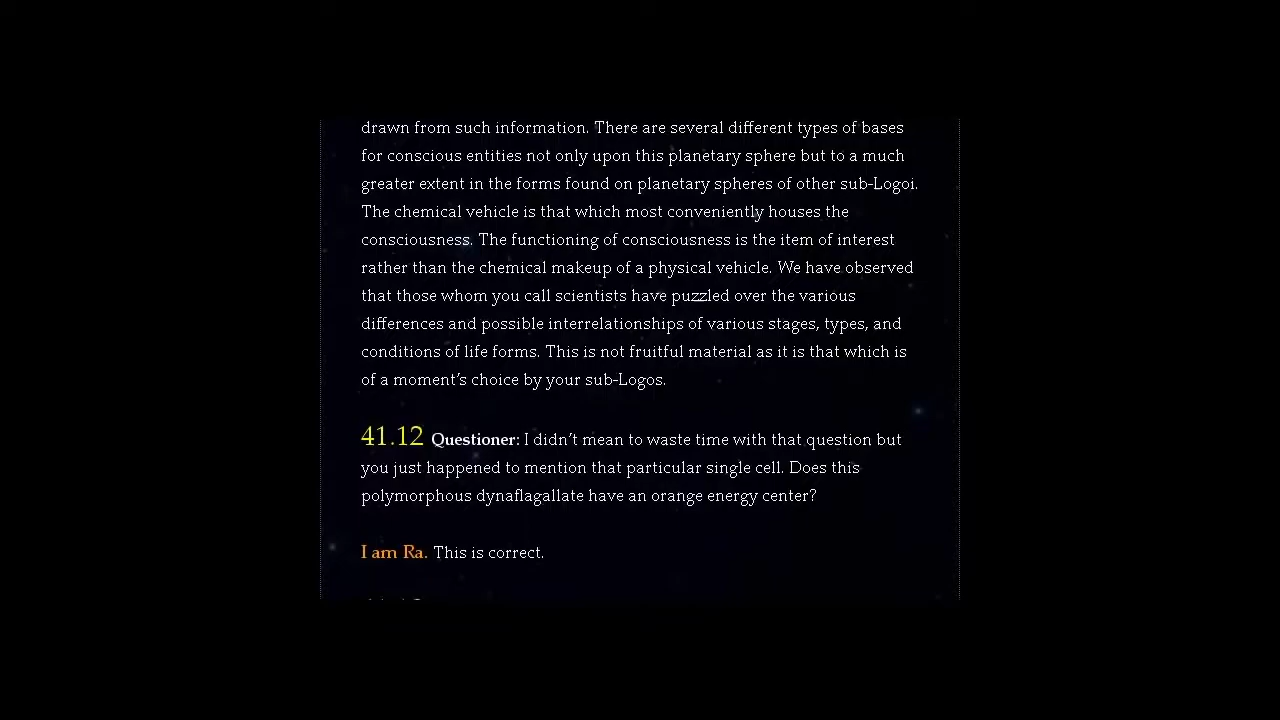 drawn from such information. There are several different types of bases
for conscious entities not only upon this planetary sphere but to a much
greater extent in the forms found on planetary spheres of other sub-Logoi.
The chemical vehicle is that which most conveniently houses the
consciousness. The functioning of consciousness is the item of interest
rather than the chemical makeup of a physical vehicle. We have observed
that those whom you call scientists have puzzled over the various
differences and possible interrelationships of various stages, types, and
conditions of life forms. This is not fruitful material as it is that which is
of a moment's choice by your sub-Logos.
41.12 Questioner: I didn't mean to waste time with that question but
you just happened to mention that particular single cell. Does this
polymorphous dynaflagallate have an orange energy center?
I am Ra. This is correct.